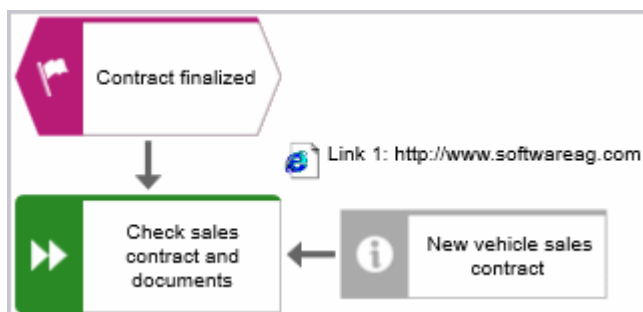 Contract finalized
Link 1: http://www.softwareag.com
Check sales
contract and
documents
New vehicle sales
contract